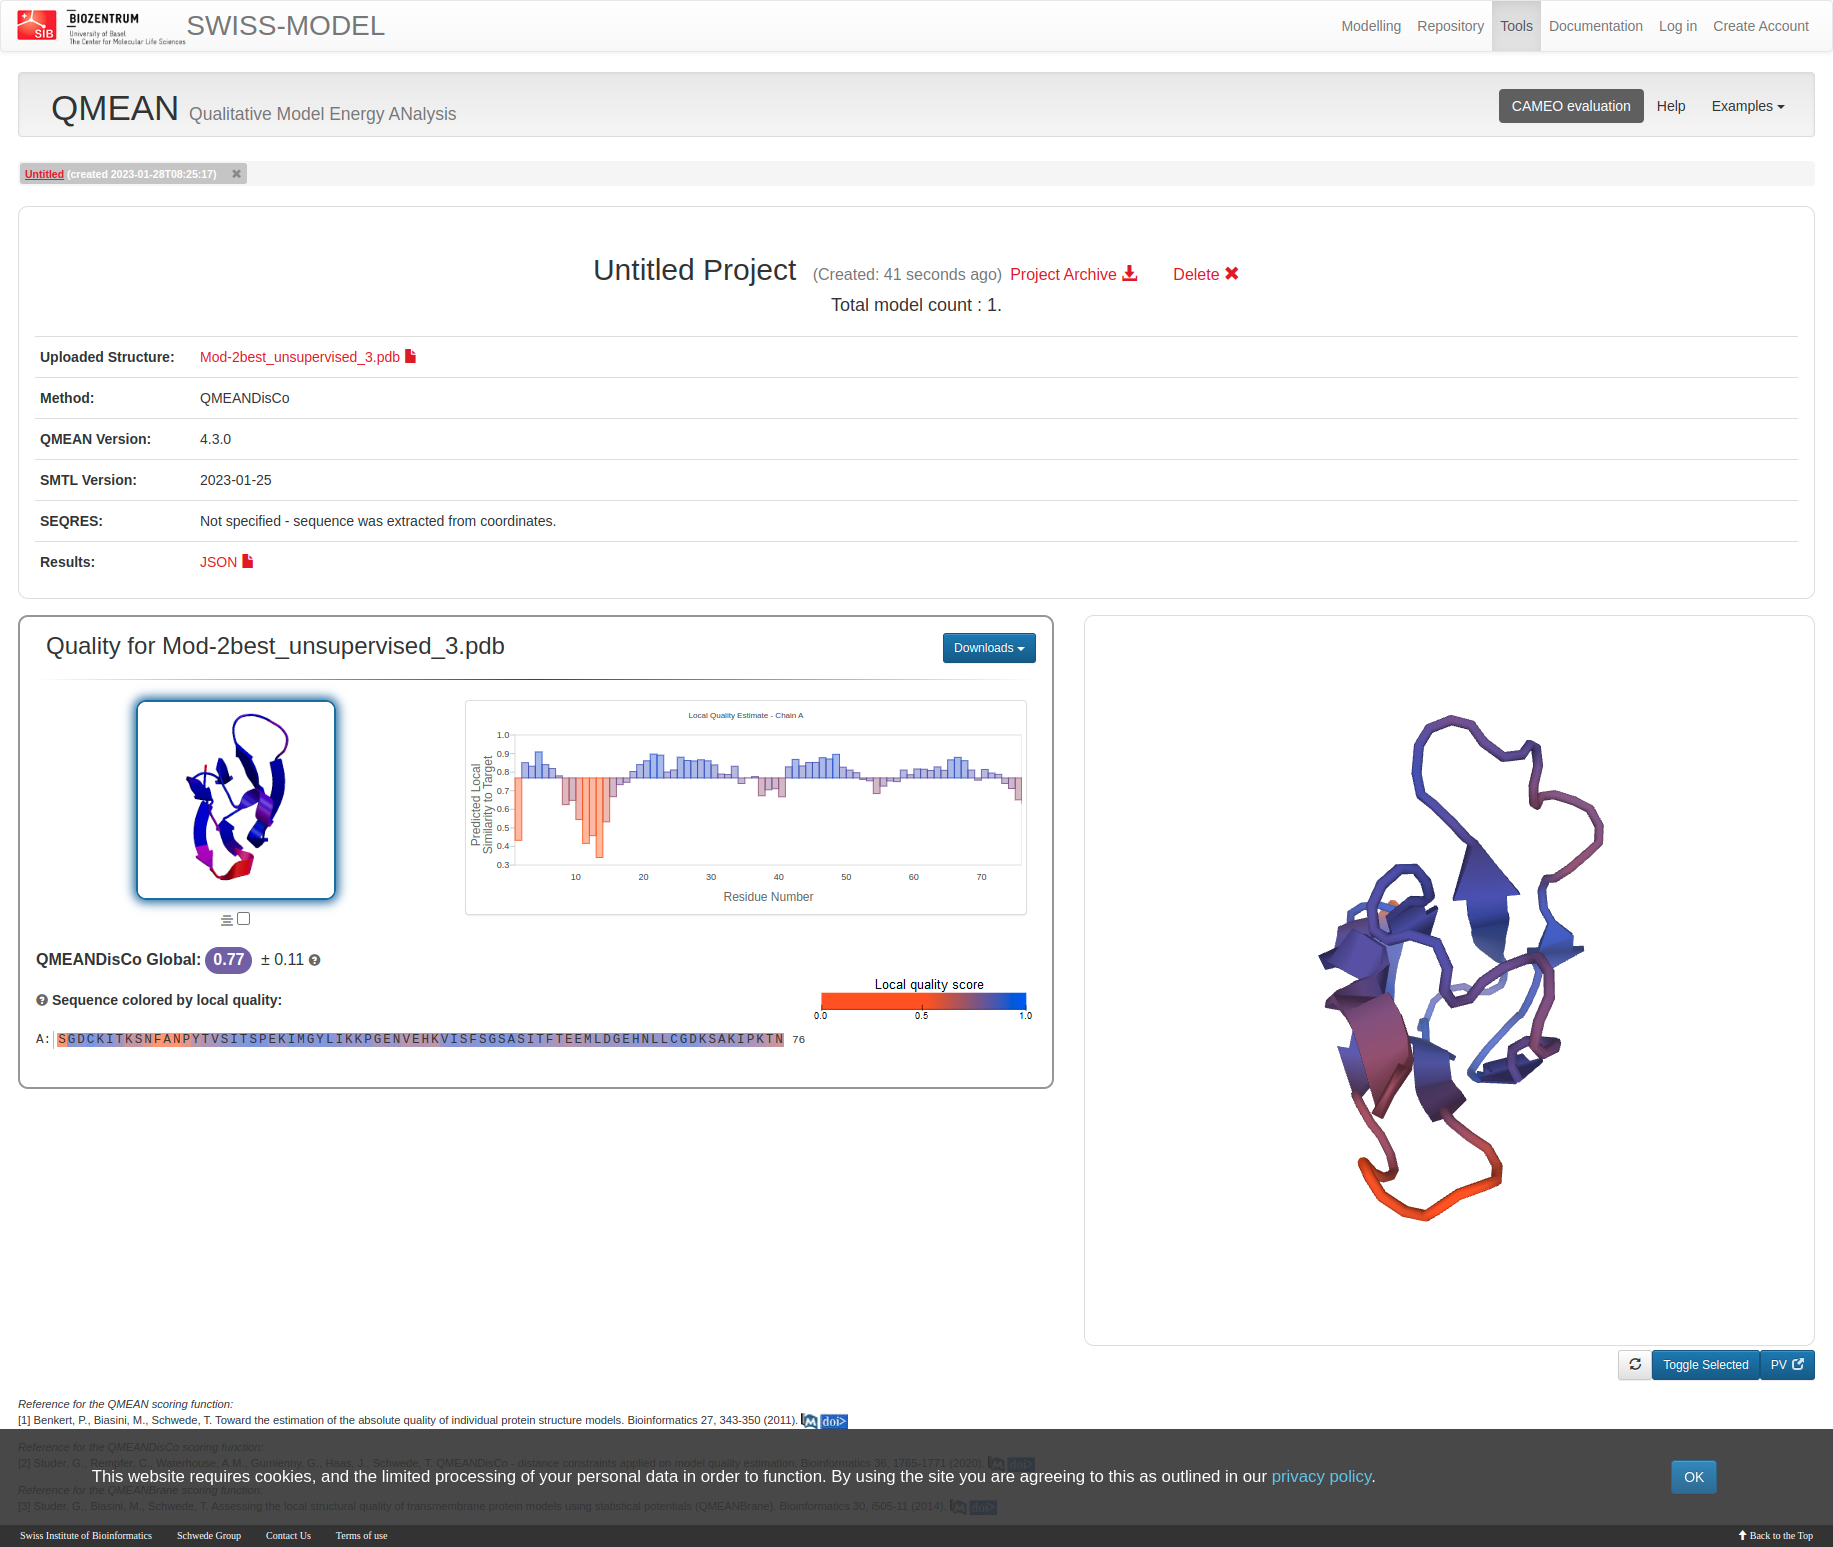 SIB
BIOZENTRUM
University of Basel
The Center for Molecular Life Sciences
SWISS-MODEL
Modelling Repository Tools Documentation Log in Create Account
QMEAN Qualitative Model Energy ANalysis
CAMEO evaluation Help Examples
Untitled (created 2023-01-28T08:25:17)
Untitled Project (Created: 41 seconds ago) Project Archive Delete
Total model count : 1.
Uploaded Structure: Mod-2best_unsupervised_3.pdb
Method: QMEANDisCo
QMEAN Version: 4.3.0
SMTL Version: 2023-01-25
SEQRES: Not specified - sequence was extracted from coordinates.
Results: JSON
Quality for Mod-2best_unsupervised_3.pdb
Downloads
Local Quality Estimate - Chain A
Predicted Local
Similarity to Target
1.0
0.9
0.8
0.7
0.6
0.5
0.4
0.3
10 20 30 40 50 60 70
Residue Number
QMEANDisCo Global: 0.77 ± 0.11
Sequence colored by local quality:
Local quality score
0.0 0.5 1.0
A: SGDCKITKSNFANPYTVSITSPEKIMGYLIKKPGENVEHKVISFSGSASITFTEEMLDGEHNLLCGDKSAKIPKTN 76
Toggle Selected
PV
Reference for the QMEAN scoring function:
[1] Benkert, P., Biasini, M., Schwede, T. Toward the estimation of the absolute quality of individual protein structure models. Bioinformatics 27, 343-350 (2011). M doi>
Reference for the QMEANDisCo scoring function:
[2] Studer, G., Rempfer, C., Waterhouse, A.M., Gumienny, G., Haas, J., Schwede, T. QMEANDisCo - distance constraints applied on model quality estimation. Bioinformatics 36, 1765-1771 (2020). M doi>
This website requires cookies, and the limited processing of your personal data in order to function. By using the site you are agreeing to this as outlined in our privacy policy.
OK
Reference for the QMEANBrane scoring function:
[3] Studer, G., Biasini, M., Schwede, T. Assessing the local structural quality of transmembrane protein models using statistical potentials (QMEANBrane). Bioinformatics 30, i505-11 (2014). M doi>
Swiss Institute of Bioinformatics Schwede Group Contact Us Terms of use
Back to the Top